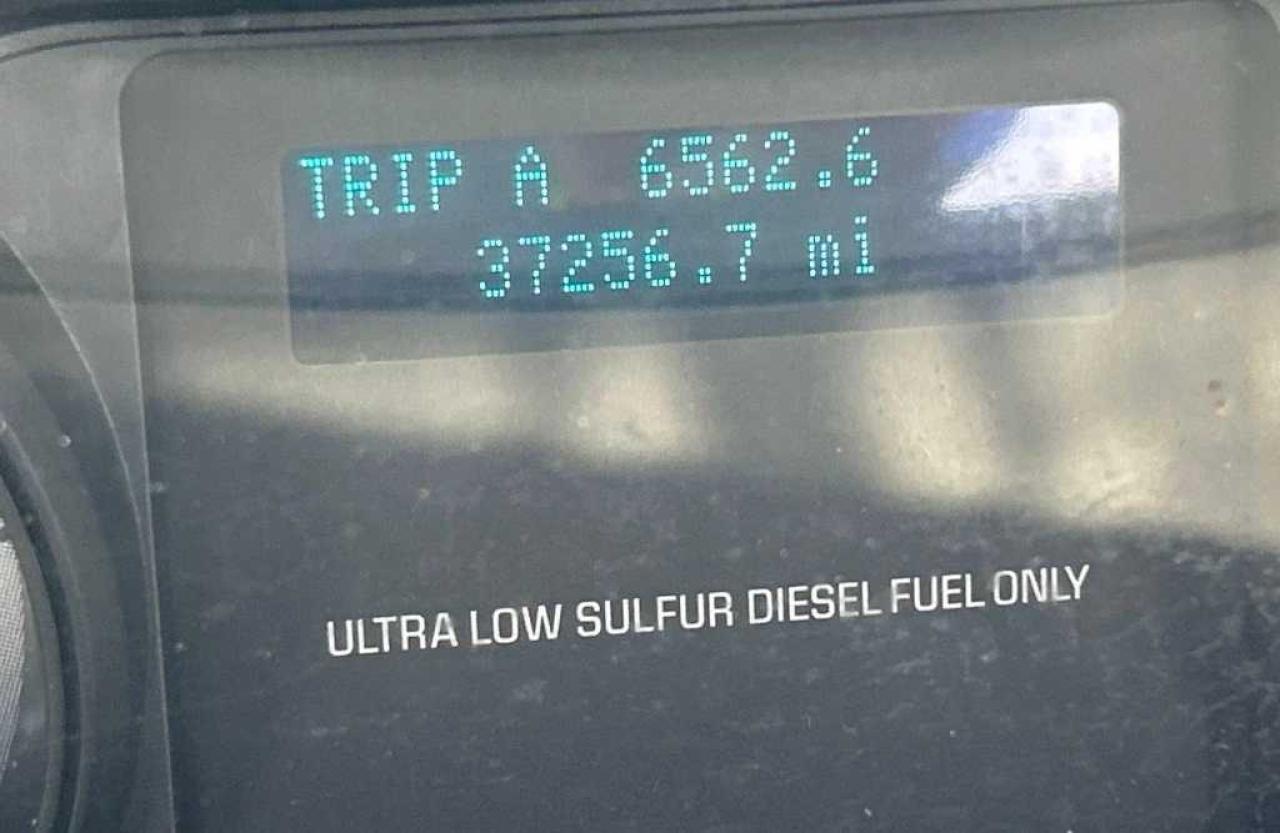 TRIP A 6562.6
37256.7 mi
ULTRA LOW SULFUR DIESEL FUEL ONLY